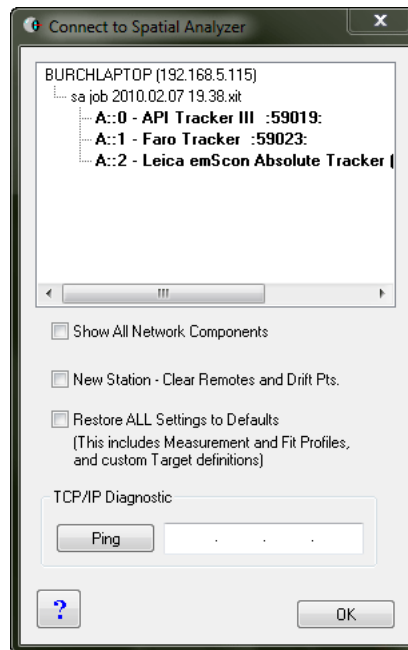 Connect to Spatial Analyzer
x
BURCHLAPTOP (192.168.5.115)
sa job 2010.02.07 19.38.xit
A::0 - API Tracker III :59019:
A::1 - Faro Tracker :59023:
A::2 - Leica emScon Absolute Tracker (
Show All Network Components
New Station - Clear Remotes and Drift Pts.
Restore ALL Settings to Defaults
(This includes Measurement and Fit Profiles,
and custom Target definitions)
TCP/IP Diagnostic
Ping . . .
? OK